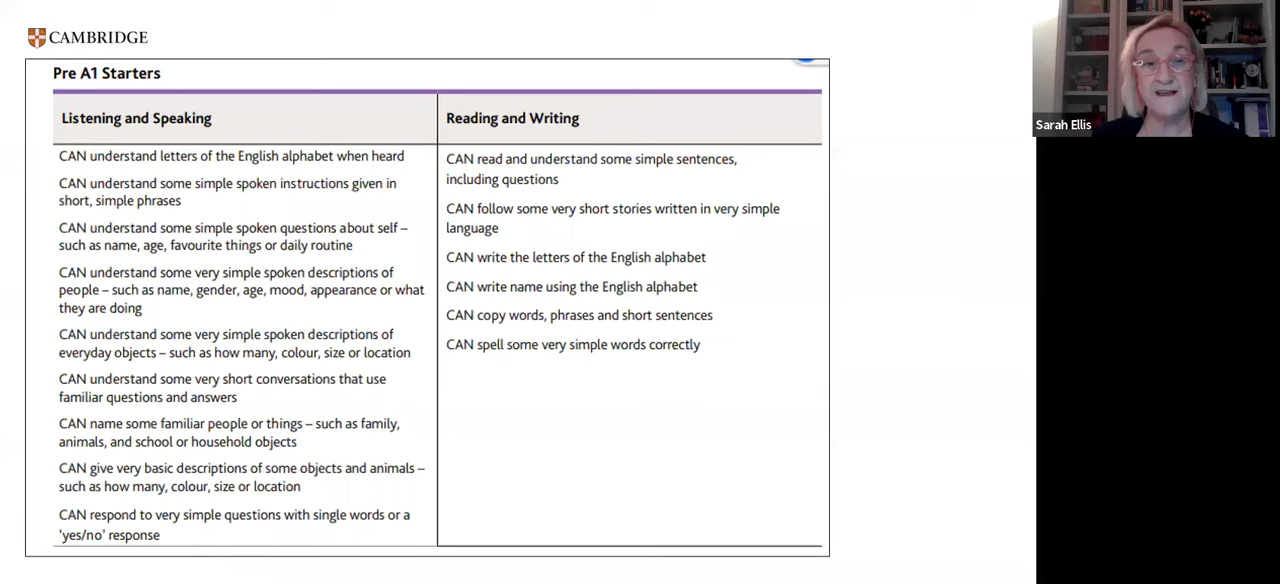 CAMBRIDGE
Pre A1 Starters
Listening and Speaking
CAN understand letters of the English alphabet when heard
CAN understand some simple spoken instructions given in
short, simple phrases
CAN understand some simple spoken questions about self –
such as name, age, favourite things or daily routine
CAN understand some very simple spoken descriptions of
people – such as name, gender, age, mood, appearance or what
they are doing
CAN understand some very simple spoken descriptions of
everyday objects – such as how many, colour, size or location
CAN understand some very short conversations that use
familiar questions and answers
CAN name some familiar people or things – such as family,
animals, and school or household objects
CAN give very basic descriptions of some objects and animals –
such as how many, colour, size or location
CAN respond to very simple questions with single words or a
‘yes/no’ response
Reading and Writing
CAN read and understand some simple sentences,
including questions
CAN follow some very short stories written in very simple
language
CAN write the letters of the English alphabet
CAN write name using the English alphabet
CAN copy words, phrases and short sentences
CAN spell some very simple words correctly
Sarah Ellis